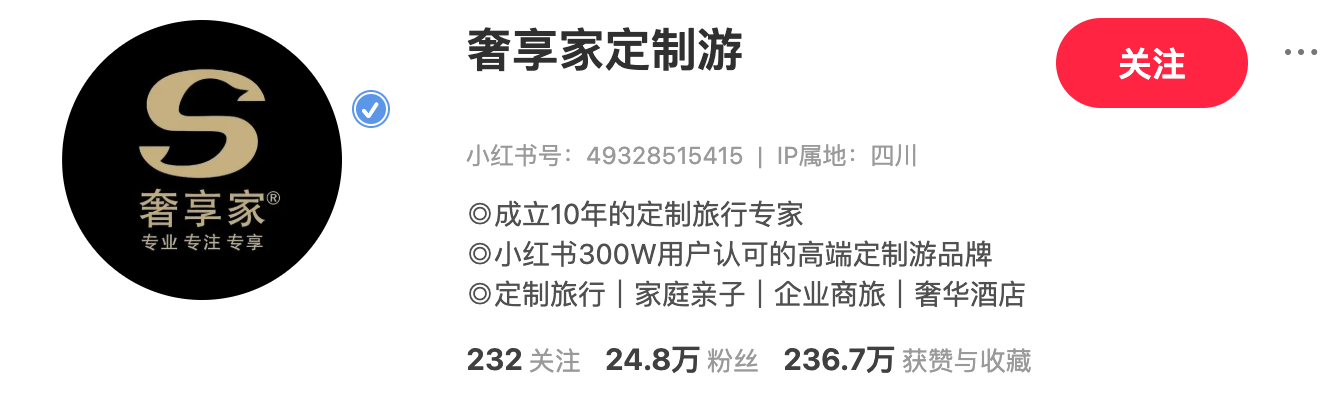 S
奢享家®
专业 专注 专享
奢享家定制游
关注
小红书号：49328515415 | IP属地：四川
◎成立10年的定制旅行专家
◎小红书300W用户认可的高端定制游品牌
◎定制旅行｜家庭亲子｜企业商旅｜奢华酒店
232 关注 24.8万 粉丝 236.7万 获赞与收藏